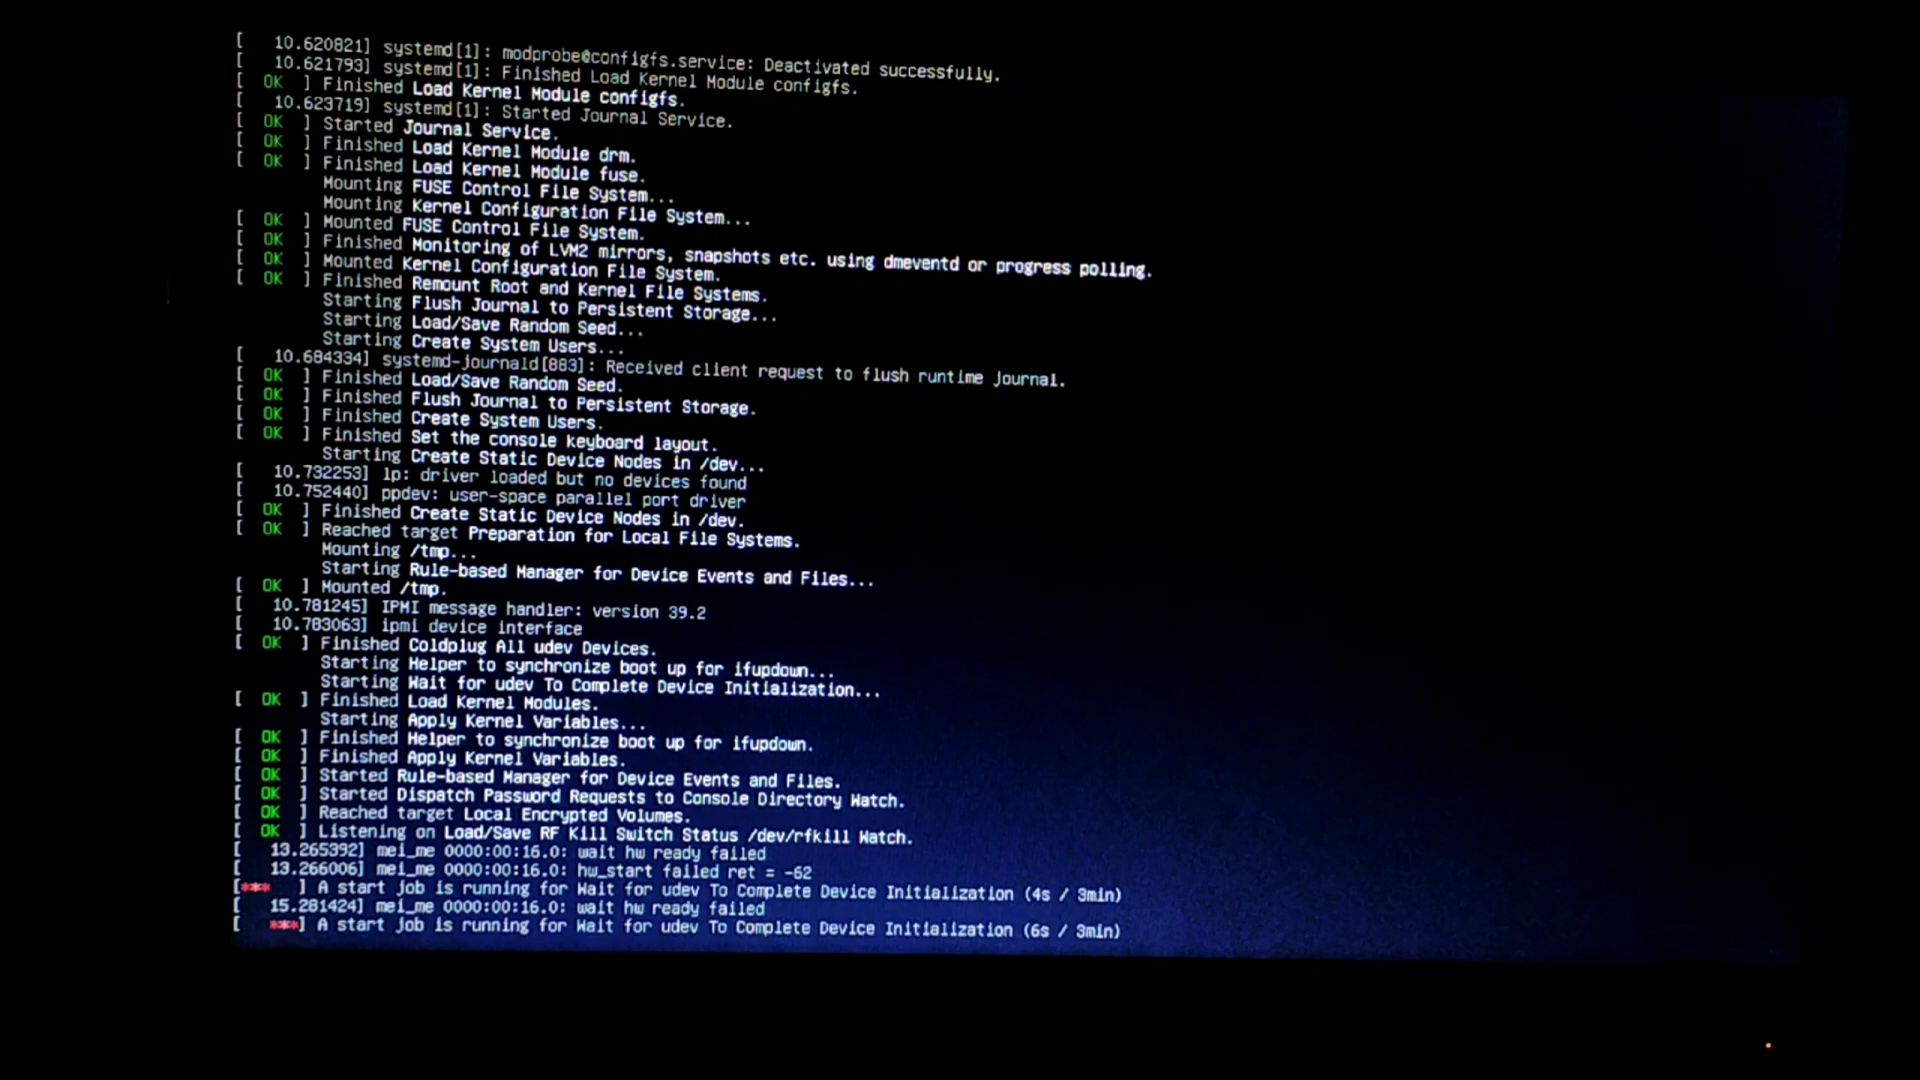 [   10.620821] systemd[1]: modprobe@configfs.service: Deactivated successfully.
[   10.621793] systemd[1]: Finished Load Kernel Module configfs.
[  OK  ] Finished Load Kernel Module configfs.
[   10.623719] systemd[1]: Started Journal Service.
[  OK  ] Started Journal Service.
[  OK  ] Finished Load Kernel Module drm.
[  OK  ] Finished Load Kernel Module fuse.
Mounting FUSE Control File System...
Mounting Kernel Configuration File System...
[  OK  ] Mounted FUSE Control File System.
[  OK  ] Finished Monitoring of LVM2 mirrors, snapshots etc. using dmeventd or progress polling.
[  OK  ] Mounted Kernel Configuration File System.
[  OK  ] Finished Remount Root and Kernel File Systems.
Starting Flush Journal to Persistent Storage...
Starting Load/Save Random Seed...
Starting Create System Users...
[   10.684334] systemd-journald[883]: Received client request to flush runtime journal.
[  OK  ] Finished Load/Save Random Seed.
[  OK  ] Finished Flush Journal to Persistent Storage.
[  OK  ] Finished Create System Users.
[  OK  ] Finished Set the console keyboard layout.
Starting Create Static Device Nodes in /dev...
[   10.732253] lp: driver loaded but no devices found
[   10.752440] ppdev: user-space parallel port driver
[  OK  ] Finished Create Static Device Nodes in /dev.
[  OK  ] Reached target Preparation for Local File Systems.
Mounting /tmp...
Starting Rule-based Manager for Device Events and Files...
[  OK  ] Mounted /tmp.
[   10.781245] IPMI message handler: version 39.2
[   10.783063] ipmi device interface
[  OK  ] Finished Coldplug All udev Devices.
Starting Helper to synchronize boot up for ifupdown...
Starting Wait for udev To Complete Device Initialization...
[  OK  ] Finished Load Kernel Modules.
Starting Apply Kernel Variables...
[  OK  ] Finished Helper to synchronize boot up for ifupdown.
[  OK  ] Finished Apply Kernel Variables.
[  OK  ] Started Rule-based Manager for Device Events and Files.
[  OK  ] Started Dispatch Password Requests to Console Directory Watch.
[  OK  ] Reached target Local Encrypted Volumes.
[  OK  ] Listening on Load/Save RF Kill Switch Status /dev/rfkill Watch.
[   13.265392] mei_me 0000:00:16.0: wait hw ready failed
[   13.266006] mei_me 0000:00:16.0: hw_start failed ret = -62
[***   ] A start job is running for Wait for udev To Complete Device Initialization (4s / 3min)
[   15.281424] mei_me 0000:00:16.0: wait hw ready failed
[   ***] A start job is running for Wait for udev To Complete Device Initialization (6s / 3min)